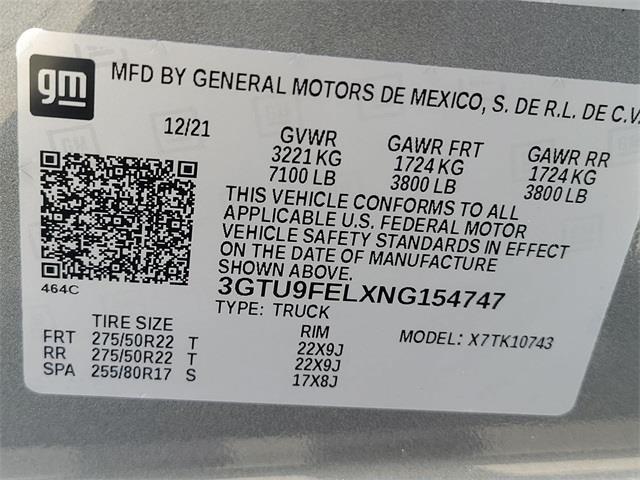 gm
MFD BY GENERAL MOTORS DE MEXICO, S. DE R.L. DE C.V.
12/21
GVWR
3221 KG
7100 LB
GAWR FRT
1724 KG
3800 LB
GAWR RR
1724 KG
3800 LB
THIS VEHICLE CONFORMS TO ALL
APPLICABLE U.S. FEDERAL MOTOR
VEHICLE SAFETY STANDARDS IN EFFECT
ON THE DATE OF MANUFACTURE
SHOWN ABOVE.
464C
3GTU9FELXNG154747
TYPE: TRUCK
MODEL: X7TK10743
TIRE SIZE RIM
FRT 275/50R22 T 22X9J
RR 275/50R22 T 22X9J
SPA 255/80R17 S 17X8J